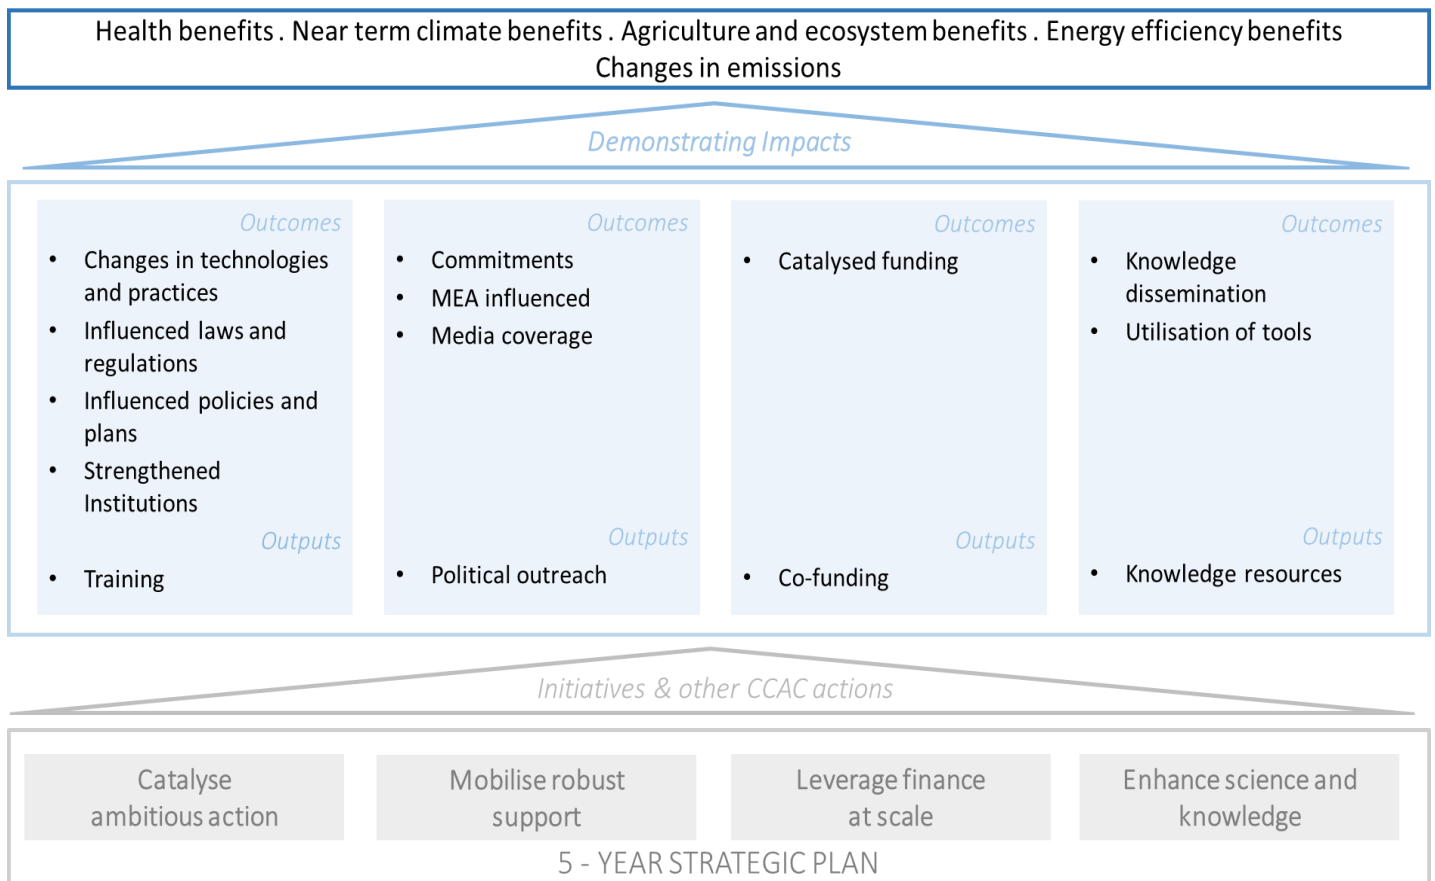 Health benefits . Near term climate benefits . Agriculture and ecosystem benefits . Energy efficiency benefits
Changes in emissions
Demonstrating Impacts
Outcomes
• Changes in technologies
and practices
• Influenced laws and
regulations
• Influenced policies and
plans
• Strengthened
Institutions
Outputs
• Training
Outcomes
• Commitments
• MEA influenced
• Media coverage
Outputs
• Political outreach
Outcomes
• Catalysed funding
Outputs
• Co-funding
Outcomes
• Knowledge
dissemination
• Utilisation of tools
Outputs
• Knowledge resources
Initiatives & other CCAC actions
Catalyse
ambitious action
Mobilise robust
support
Leverage finance
at scale
Enhance science and
knowledge
5 - YEAR STRATEGIC PLAN